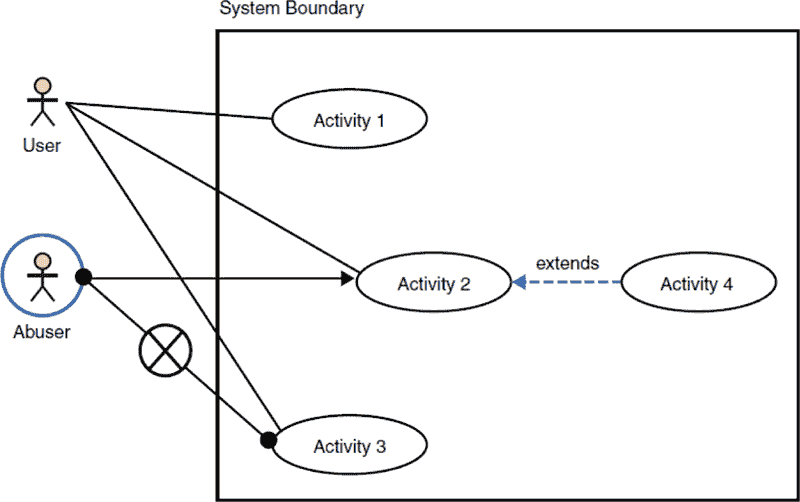 System Boundary
User
Activity 1
Abuser
Activity 2
extends
Activity 4
Activity 3